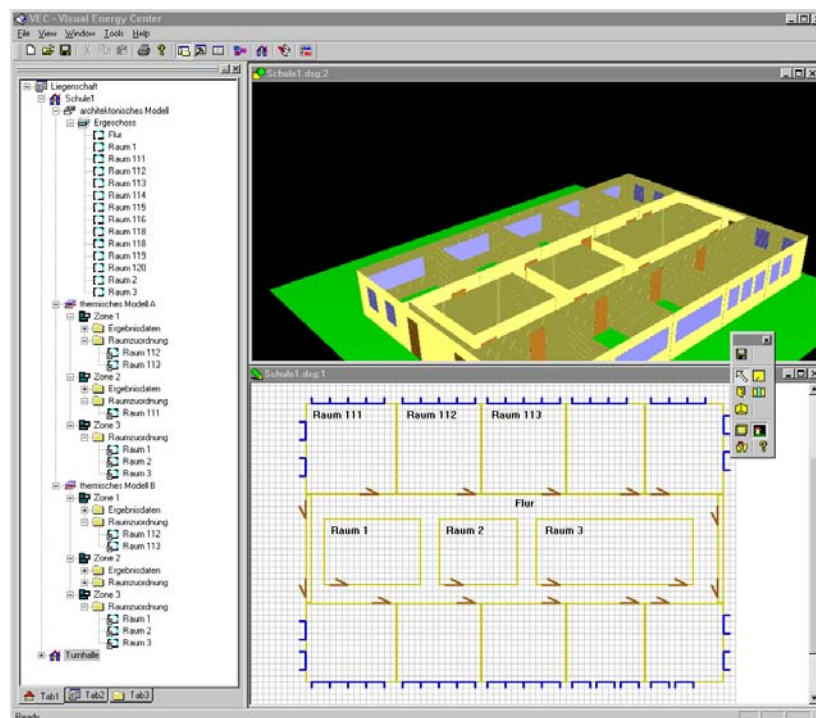 VEC - Visual Energy Center
File View Window Tools Help
Liegenschaft
Schule1
architektonisches Modell
Ergeschoss
Flur
Raum 1
Raum 111
Raum 112
Raum 113
Raum 114
Raum 115
Raum 116
Raum 118
Raum 118
Raum 119
Raum 120
Raum 2
Raum 3
thermisches Modell A
Zone 1
Ergebnisdaten
Raumzuordnung
Raum 112
Raum 113
Zone 2
Ergebnisdaten
Raumzuordnung
Raum 111
Zone 3
Raumzuordnung
Raum 1
Raum 2
Raum 3
thermisches Modell B
Zone 1
Ergebnisdaten
Raumzuordnung
Raum 112
Raum 113
Zone 2
Ergebnisdaten
Raumzuordnung
Zone 3
Raumzuordnung
Raum 1
Raum 2
Raum 3
Turnhalle
Tab1 Tab2 Tab3
Ready
Schule1.dsg:2
Schule1.dsg:1
Raum 111 Raum 112 Raum 113
Flur
Raum 1 Raum 2 Raum 3